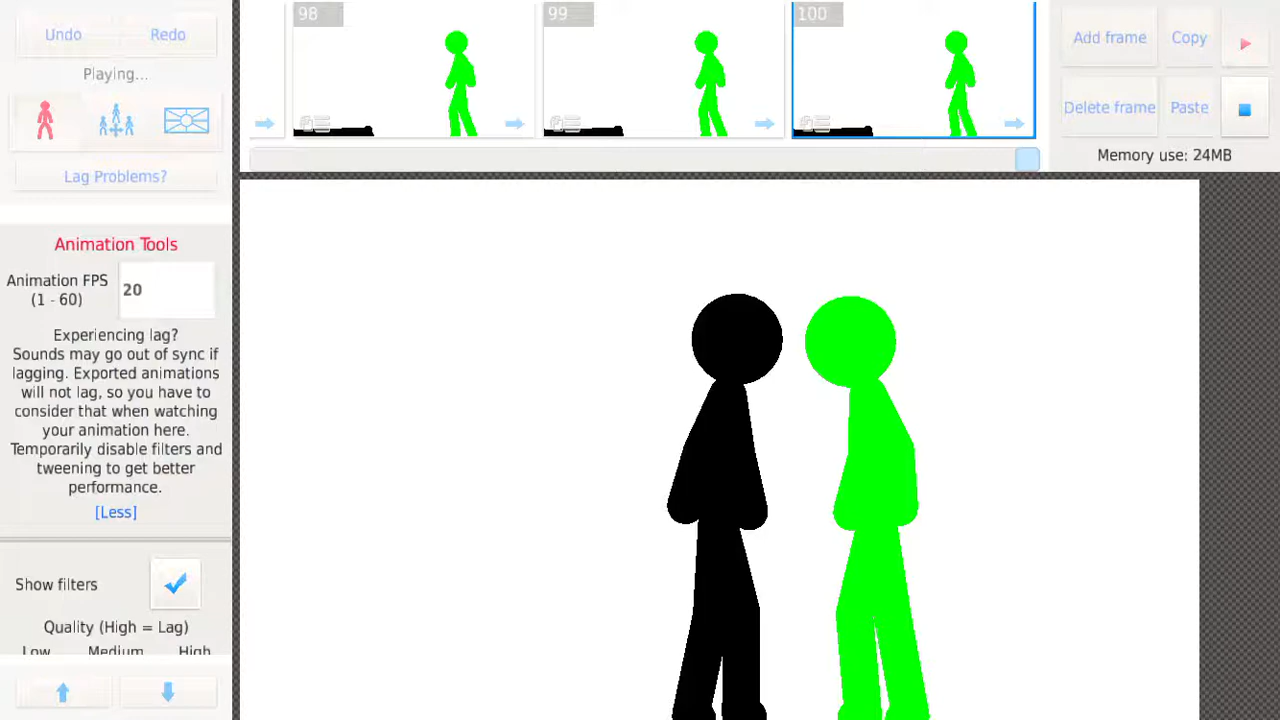 Undo
Redo
Playing...
Lag Problems?
Animation Tools
Animation FPS
(1 - 60)
20
Experiencing lag?
Sounds may go out of sync if
lagging. Exported animations
will not lag, so you have to
consider that when watching
your animation here.
Temporarily disable filters and
tweening to get better
performance.
[Less]
Show filters
Quality (High = Lag)
Low Medium High
98
99
100
Add frame
Copy
Delete frame
Paste
Memory use: 24MB